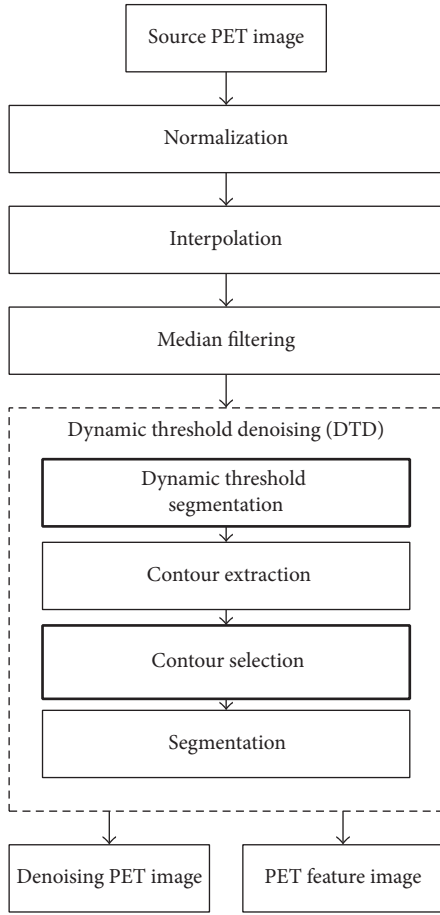 Source PET image
Normalization
Interpolation
Median filtering
Dynamic threshold denoising (DTD)
Dynamic threshold
segmentation
Contour extraction
Contour selection
Segmentation
Denoising PET image
PET feature image